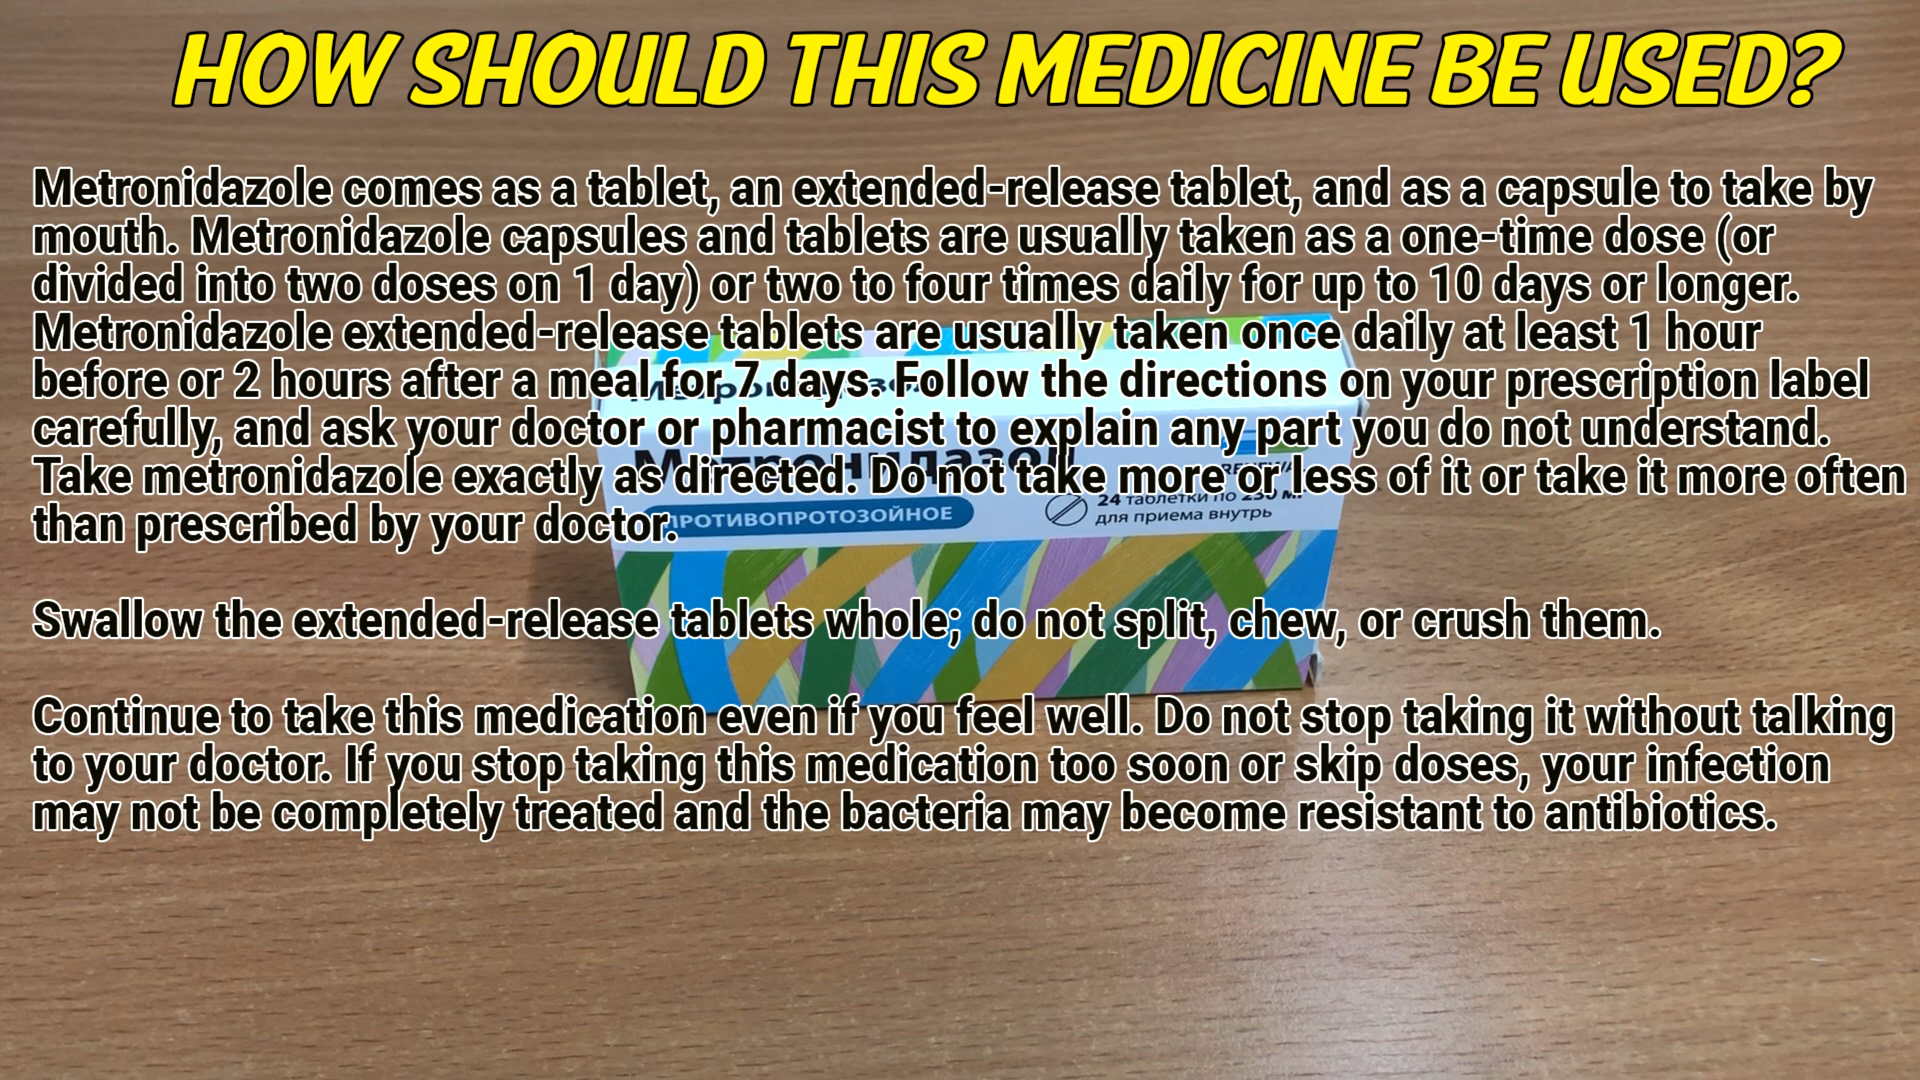 HOW SHOULD THIS MEDICINE BE USED?
Metronidazole comes as a tablet, an extended-release tablet, and as a capsule to take by
mouth. Metronidazole capsules and tablets are usually taken as a one-time dose (or
divided into two doses on 1 day) or two to four times daily for up to 10 days or longer.
Metronidazole extended-release tablets are usually taken once daily at least 1 hour
before or 2 hours after a meal for 7 days. Follow the directions on your prescription label
carefully, and ask your doctor or pharmacist to explain any part you do not understand.
Take metronidazole exactly as directed. Do not take more or less of it or take it more often
than prescribed by your doctor.
Метронидазол
24 таблетки по 250 мг
ПРОТИВОПРОТОЗОЙНОЕ
для приема внутрь
Swallow the extended-release tablets whole; do not split, chew, or crush them.
Continue to take this medication even if you feel well. Do not stop taking it without talking
to your doctor. If you stop taking this medication too soon or skip doses, your infection
may not be completely treated and the bacteria may become resistant to antibiotics.